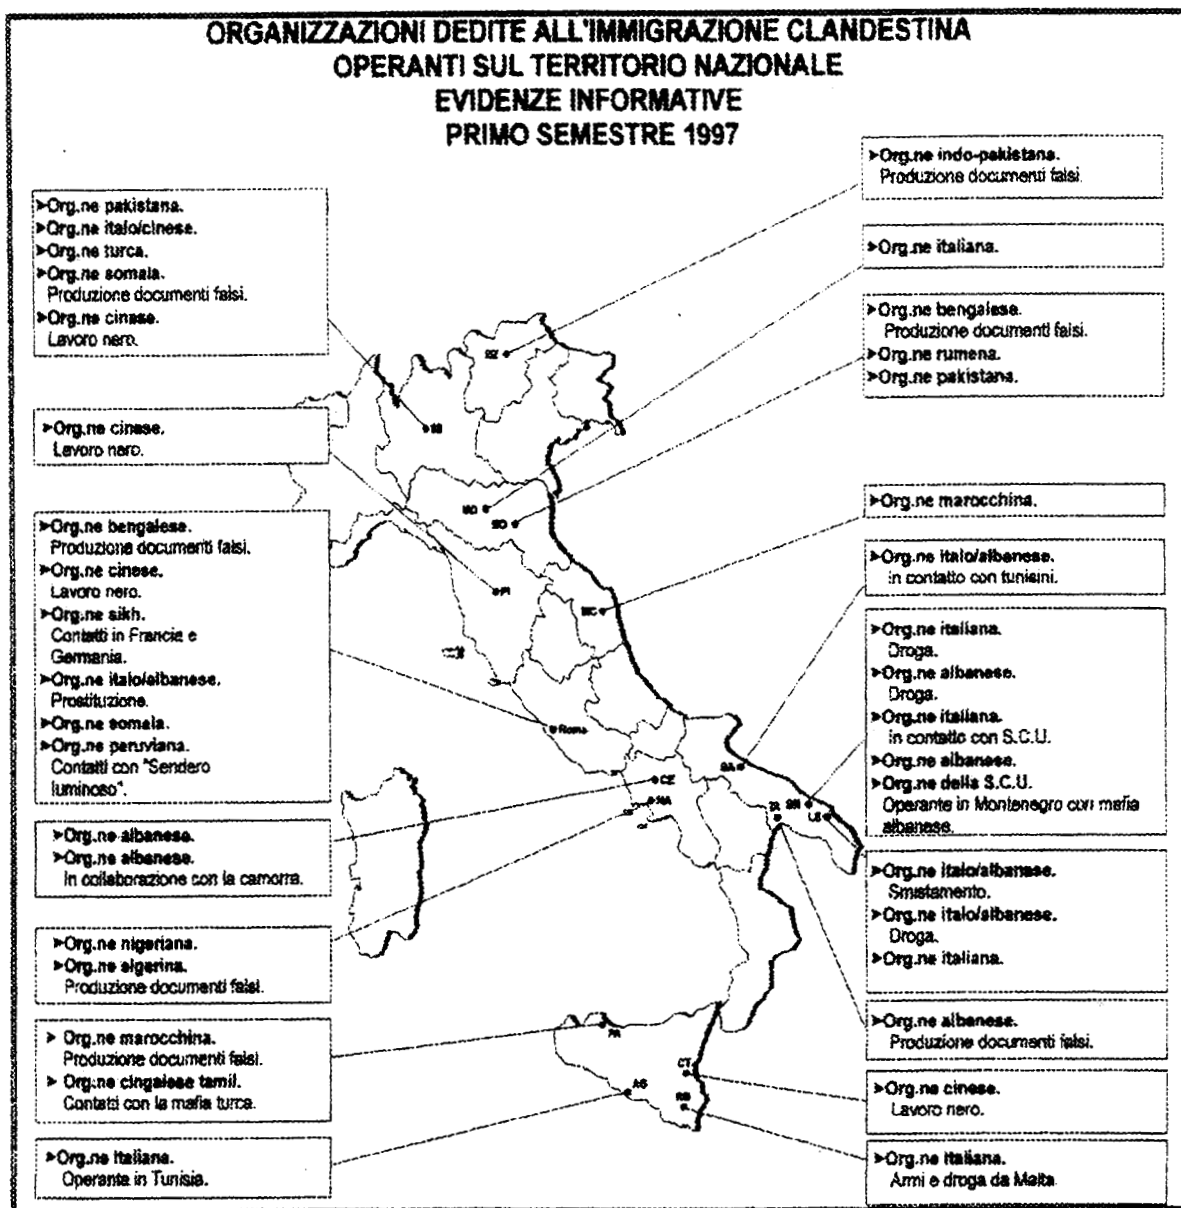 ORGANIZZAZIONI DEDITE ALL'IMMIGRAZIONE CLANDESTINA
OPERANTI SUL TERRITORIO NAZIONALE
EVIDENZE INFORMATIVE
PRIMO SEMESTRE 1997
➤Org.ne pakistana.
➤Org.ne italo/cinese.
➤Org.ne turca.
➤Org.ne somala.
Produzione documenti falsi.
➤Org.ne cinese.
Lavoro nero.
➤Org.ne cinese.
Lavoro nero.
➤Org.ne bengalese.
Produzione documenti falsi.
➤Org.ne cinese.
Lavoro nero.
➤Org.ne sikh.
Contatti in Francia e
Germania.
➤Org.ne italo/albanese.
Prostituzione.
➤Org.ne somala.
➤Org.ne peruviana.
Contatti con "Sendero
luminoso".
➤Org.ne albanese.
➤Org.ne albanese.
In collaborazione con la camorra.
➤Org.ne nigeriana.
➤Org.ne algerina.
Produzione documenti falsi.
➤ Org.ne marocchina.
Produzione documenti falsi.
➤ Org.ne cingalese tamil.
Contatti con la mafia turca.
➤Org.ne italiana.
Operante in Tunisia.
BZ
MI
MO
BO
FI
MC
Roma
CE
NA
BA
TA
BR
LE
PA
AG
CT
RG
➤Org.ne indo-pakistana.
Produzione documenti falsi.
➤Org.ne italiana.
➤Org.ne bengalese.
Produzione documenti falsi.
➤Org.ne rumena.
➤Org.ne pakistana.
➤Org.ne marocchina.
➤Org.ne italo/albanese.
In contatto con tunisini.
➤Org.ne italiana.
Droga.
➤Org.ne albanese.
Droga.
➤Org.ne italiana.
In contatto con S.C.U.
➤Org.ne albanese.
➤Org.ne della S.C.U.
Operante in Montenegro con mafia
albanese.
➤Org.ne italo/albanese.
Smistamento.
➤Org.ne italo/albanese.
Droga.
➤Org.ne italiana.
➤Org.ne albanese.
Produzione documenti falsi.
➤Org.ne cinese.
Lavoro nero.
➤Org.ne italiana.
Armi e droga da Malta